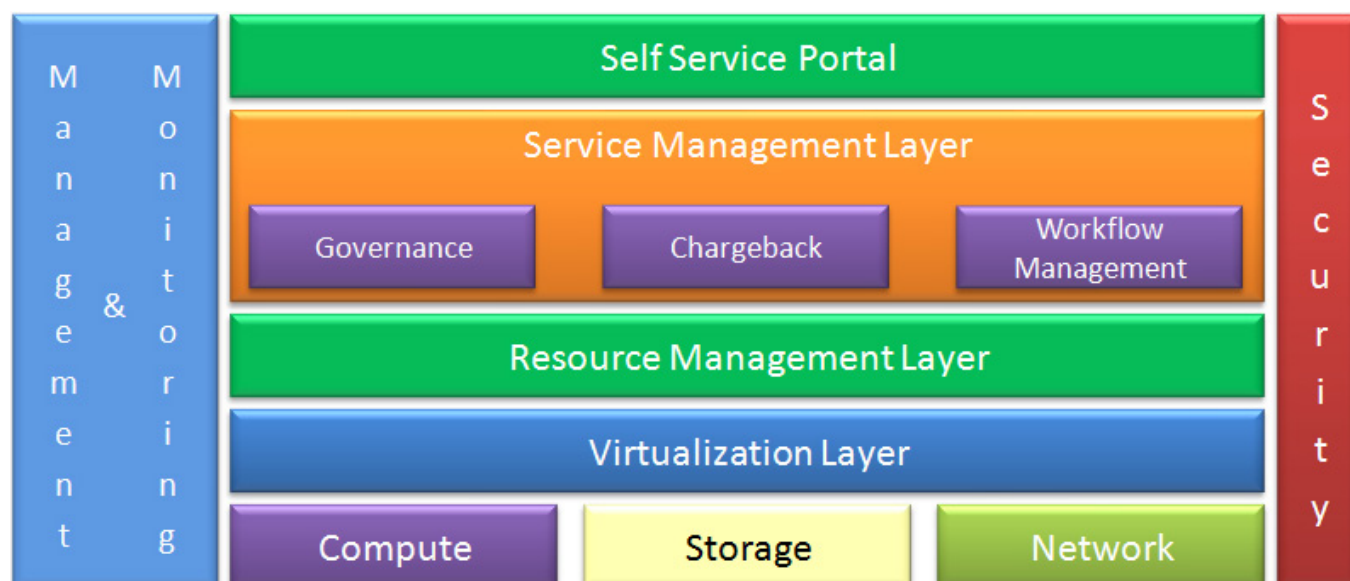 Management
&
Monitoring
Self Service Portal
Service Management Layer
Governance
Chargeback
Workflow
Management
Resource Management Layer
Virtualization Layer
Compute
Storage
Network
Security